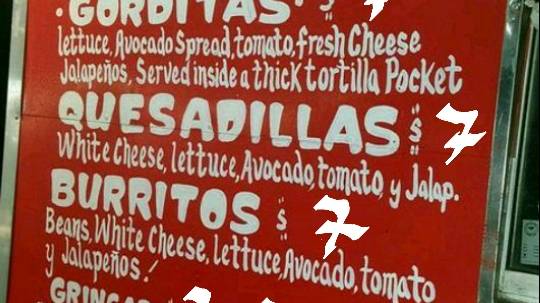 · GORDITAS $ 7
lettuce, Avocado Spread, tomato, fresh Cheese
Jalapeños, Served inside a thick tortilla Pocket
QUESADILLAS $ 7
White Cheese, lettuce, Avocado, tomato, y Jalap.
BURRITOS $ 7
Beans, White Cheese, lettuce, Avocado, tomato
y Jalapeños!